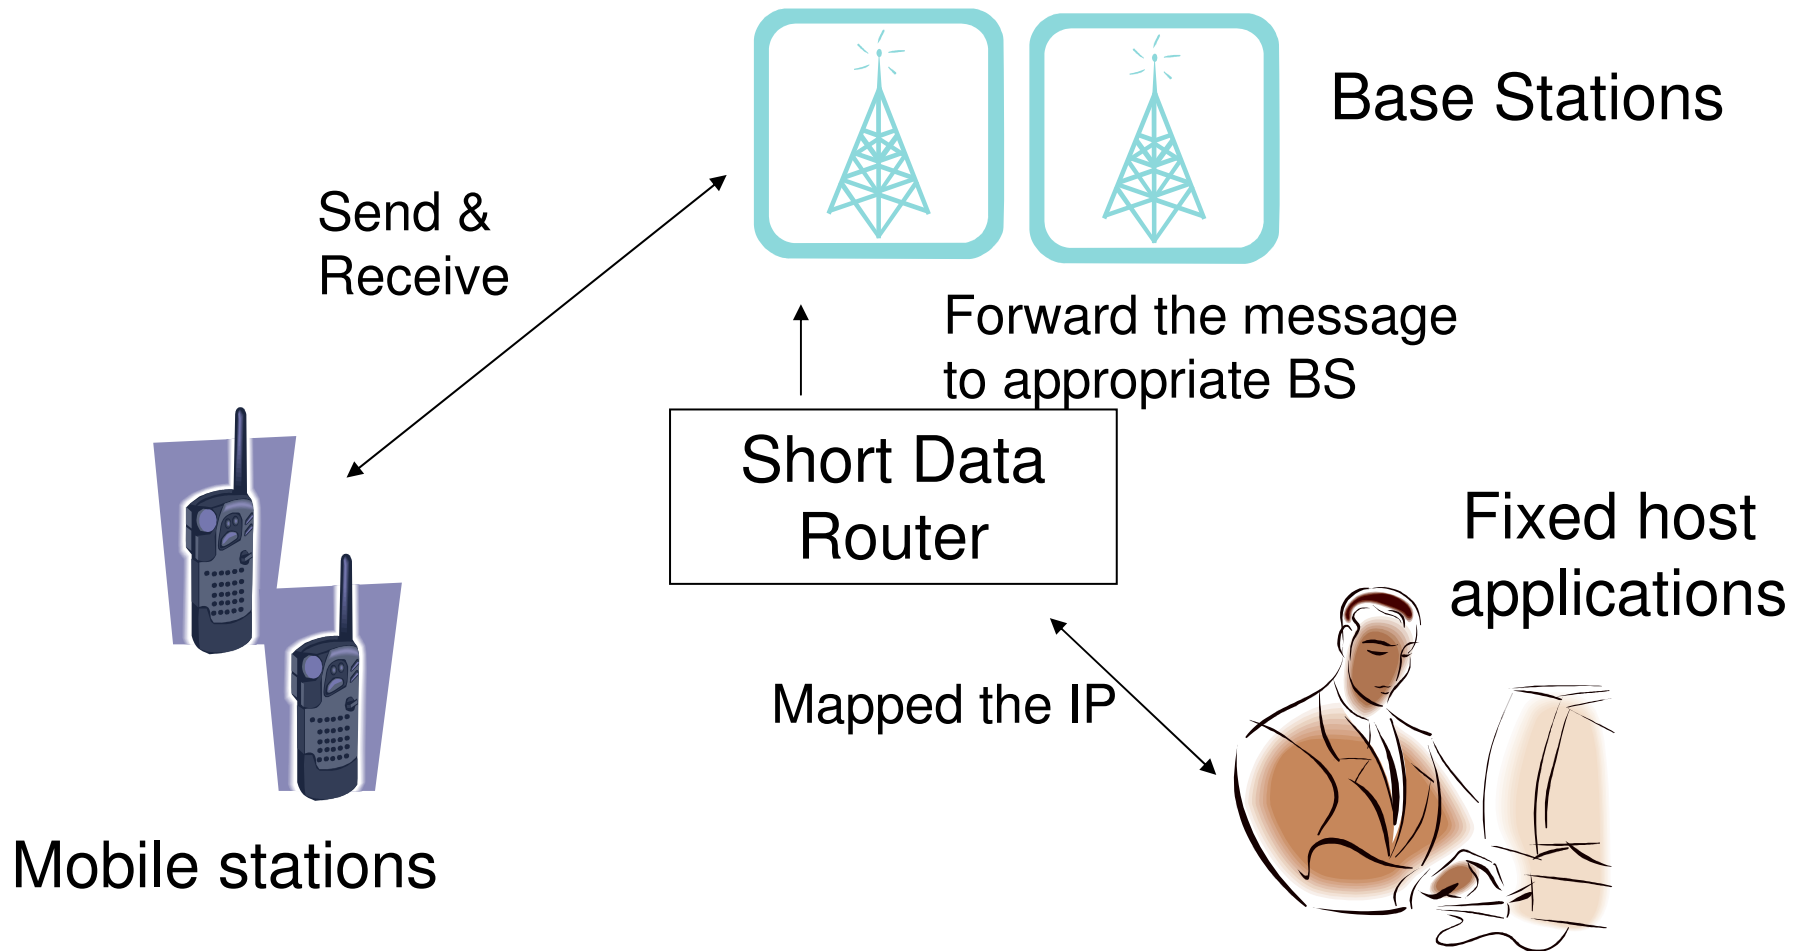 Base Stations
Send &
Receive
Forward the message
to appropriate BS
Short Data
Router
Fixed host
applications
Mapped the IP
Mobile stations